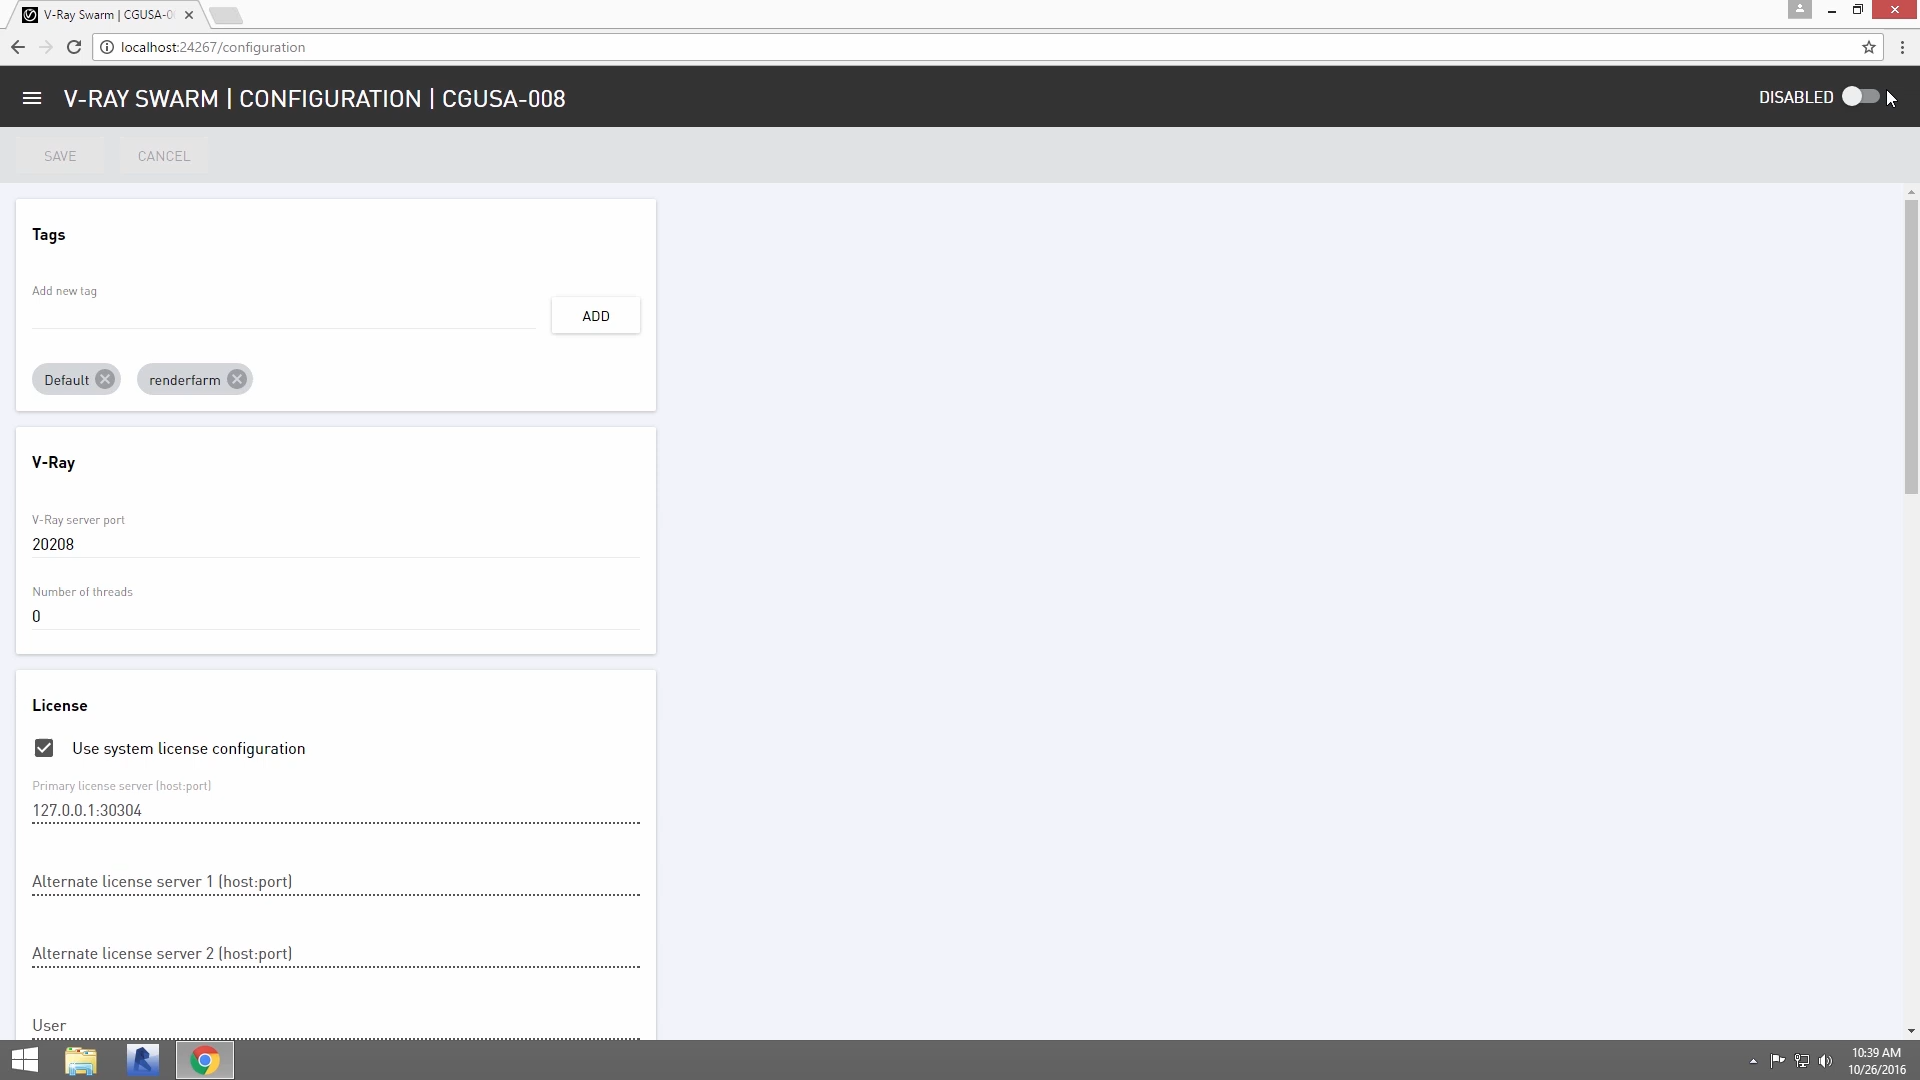 V-Ray Swarm | CGUSA-0
localhost:24267/configuration
V-RAY SWARM | CONFIGURATION | CGUSA-008
DISABLED
SAVE CANCEL
Tags
Add new tag
ADD
Default renderfarm
V-Ray
V-Ray server port
20208
Number of threads
0
License
Use system license configuration
Primary license server (host:port)
127.0.0.1:30304
Alternate license server 1 (host:port)
Alternate license server 2 (host:port)
User
10:39 AM
10/26/2016